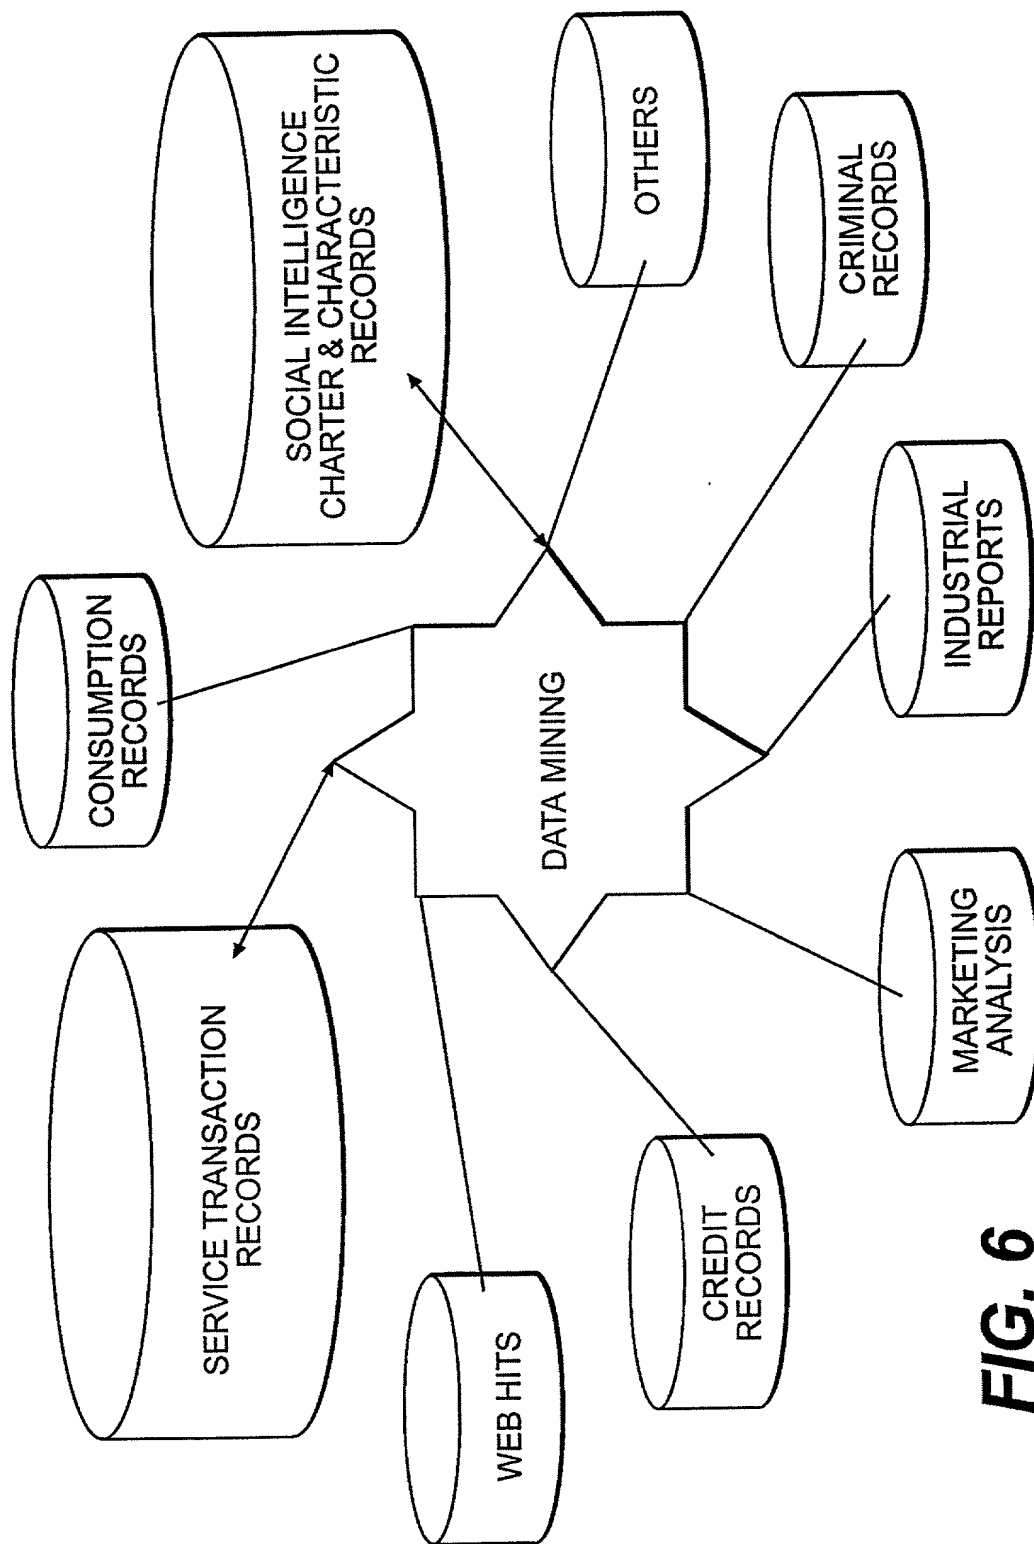 SERVICE TRANSACTION
RECORDS
CONSUMPTION
RECORDS
SOCIAL INTELLIGENCE
CHARTER & CHARACTERISTIC
RECORDS
WEB HITS
DATA MINING
OTHERS
CREDIT
RECORDS
CRIMINAL
RECORDS
MARKETING
ANALYSIS
INDUSTRIAL
REPORTS
FIG. 6